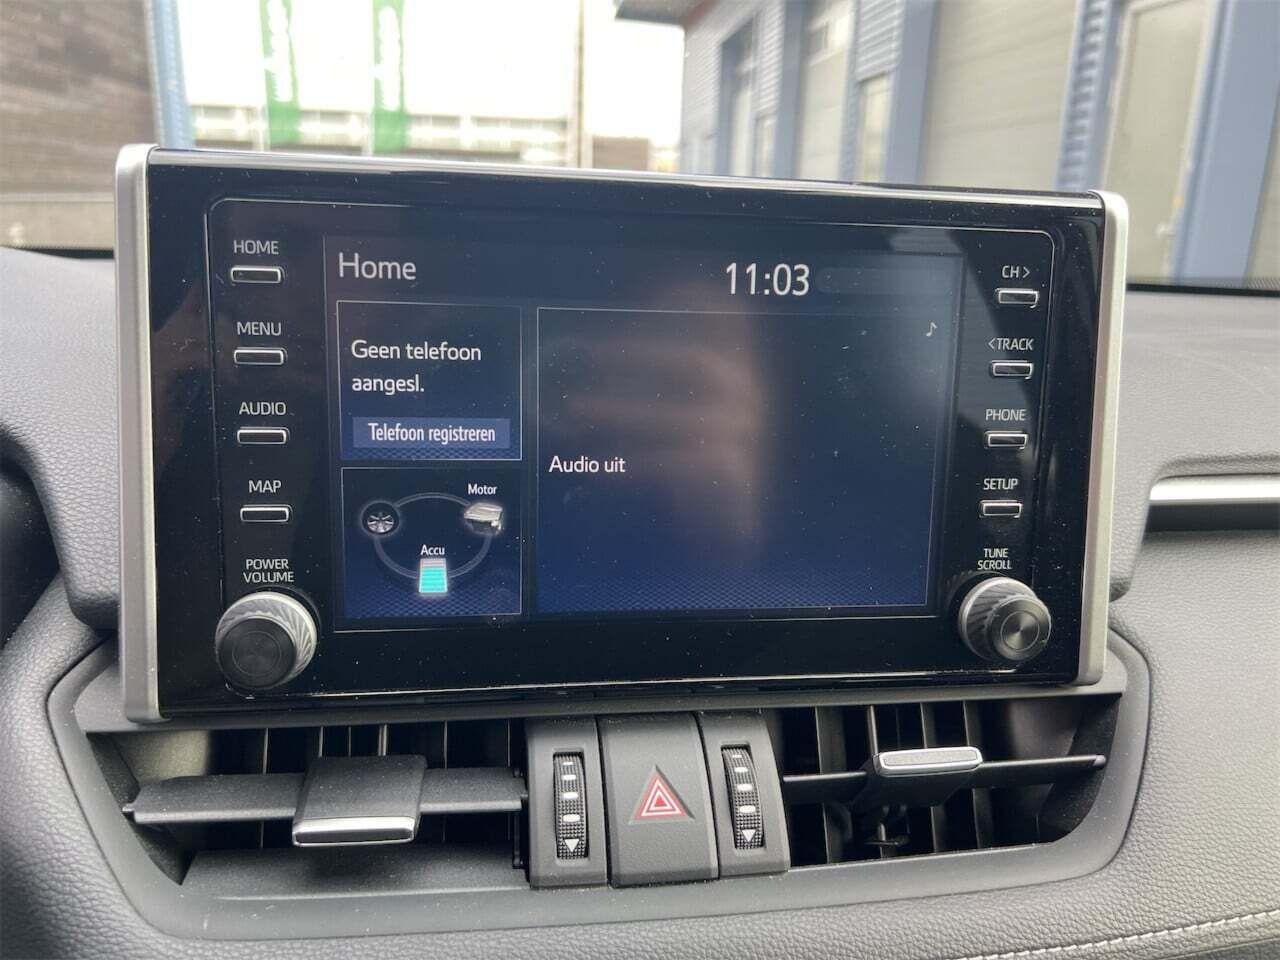 HOME
MENU
AUDIO
MAP
POWER
VOLUME
Home
11:03
Geen telefoon
aangesl.
Telefoon registreren
Motor
Accu
Audio uit
CH >
< TRACK
PHONE
SETUP
TUNE
SCROLL